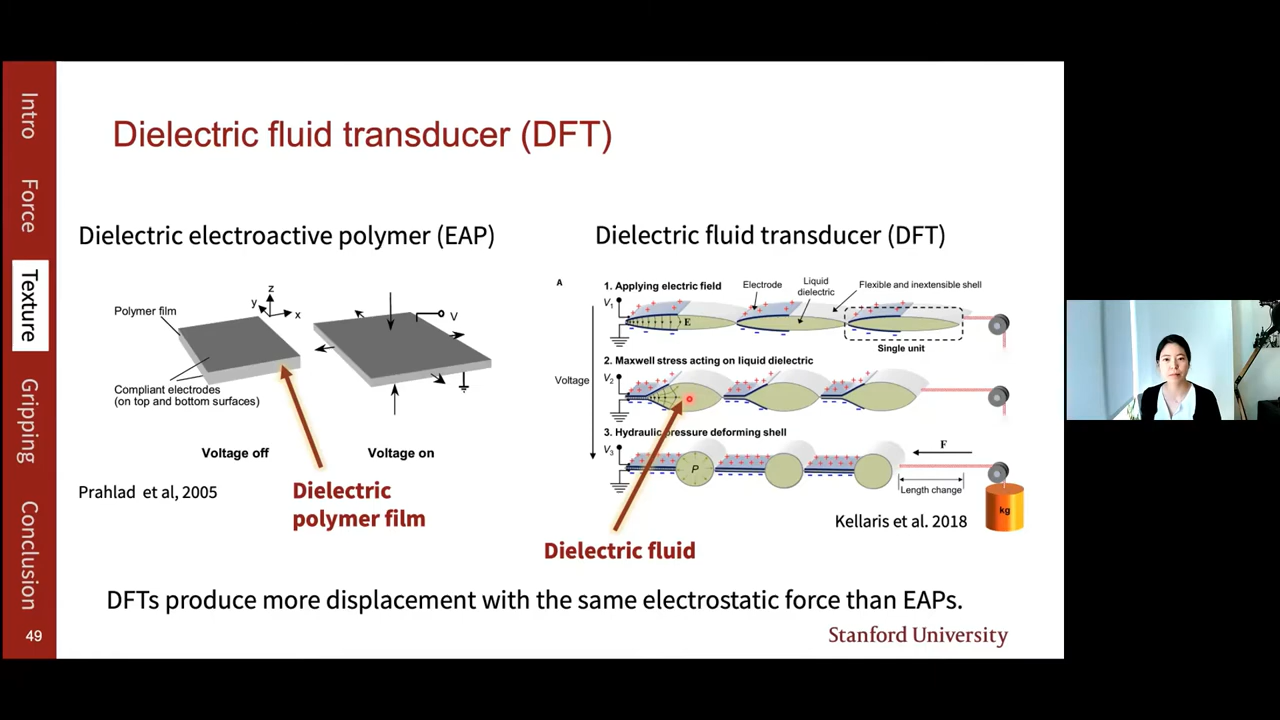 Intro
Force
Texture
Gripping
Conclusion
49
Dielectric fluid transducer (DFT)
Dielectric electroactive polymer (EAP)
z
y
x
Polymer film
Compliant electrodes
(on top and bottom surfaces)
V
Voltage off
Voltage on
Prahlad et al, 2005
Dielectric
polymer film
Dielectric fluid transducer (DFT)
A
1. Applying electric field
Electrode
Liquid
dielectric
Flexible and inextensible shell
V1
E
Single unit
2. Maxwell stress acting on liquid dielectric
Voltage
V2
3. Hydraulic pressure deforming shell
V3
P
F
Length change
kg
Kellaris et al. 2018
Dielectric fluid
DFTs produce more displacement with the same electrostatic force than EAPs.
Stanford University